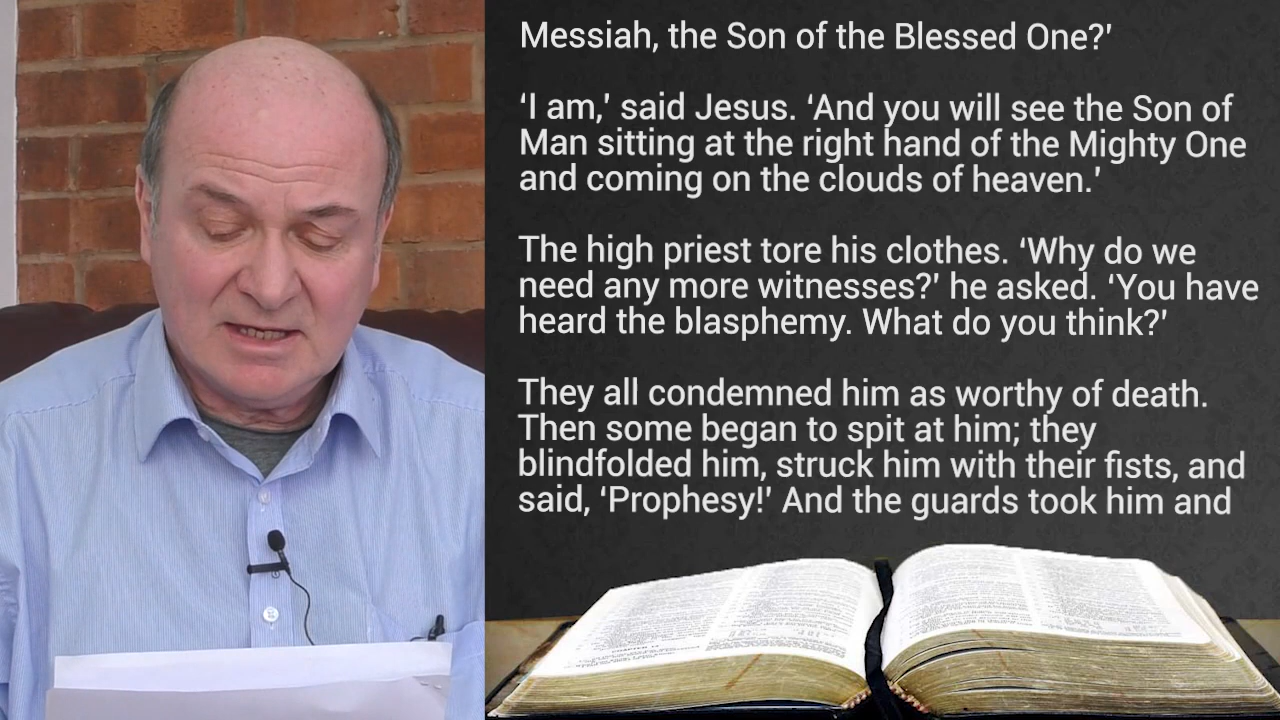 Messiah, the Son of the Blessed One?’
‘I am,’ said Jesus. ‘And you will see the Son of
Man sitting at the right hand of the Mighty One
and coming on the clouds of heaven.’
The high priest tore his clothes. ‘Why do we
need any more witnesses?’ he asked. ‘You have
heard the blasphemy. What do you think?’
They all condemned him as worthy of death.
Then some began to spit at him; they
blindfolded him, struck him with their fists, and
said, ‘Prophesy!’ And the guards took him and